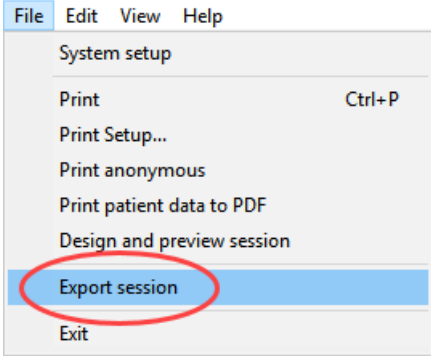 File Edit View Help
System setup
Print Ctrl+P
Print Setup...
Print anonymous
Print patient data to PDF
Design and preview session
Export session
Exit